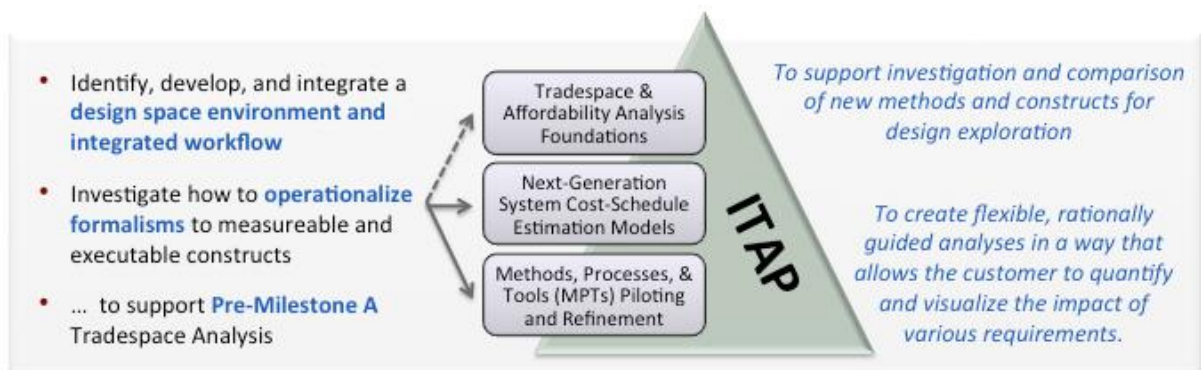 • Identify, develop, and integrate a
design space environment and
integrated workflow
• Investigate how to operationalize
formalisms to measureable and
executable constructs
• ... to support Pre-Milestone A
Tradespace Analysis
Tradespace &
Affordability Analysis
Foundations
Next-Generation
System Cost-Schedule
Estimation Models
Methods, Processes, &
Tools (MPTs) Piloting
and Refinement
ITAP
To support investigation and comparison
of new methods and constructs for
design exploration
To create flexible, rationally
guided analyses in a way that
allows the customer to quantify
and visualize the impact of
various requirements.